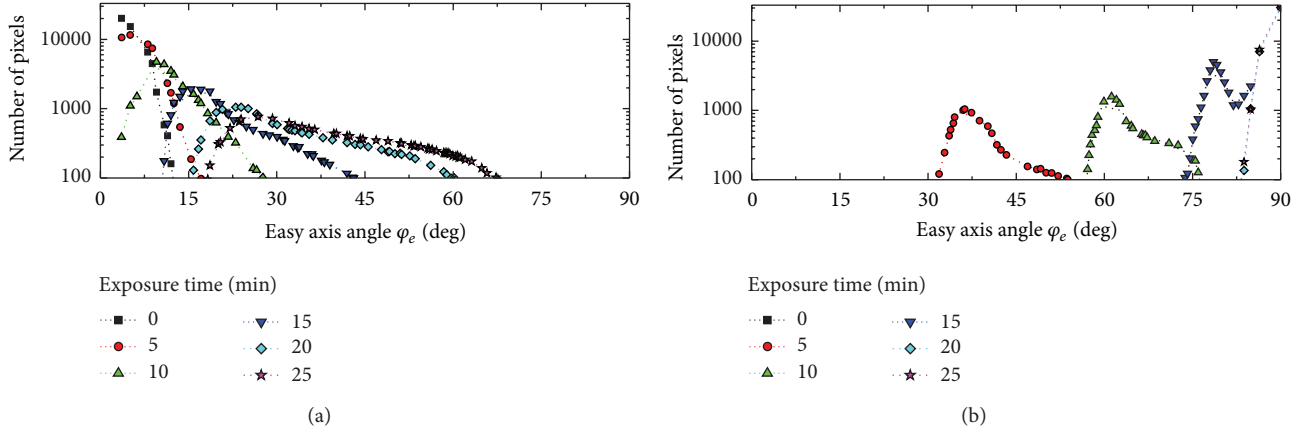 Number of pixels
10000
1000
100
0 15 30 45 60 75 90
Easy axis angle φe (deg)
Exposure time (min)
0 15
5 20
10 25
(a)
Number of pixels
10000
1000
100
0 15 30 45 60 75 90
Easy axis angle φe (deg)
Exposure time (min)
0 15
5 20
10 25
(b)